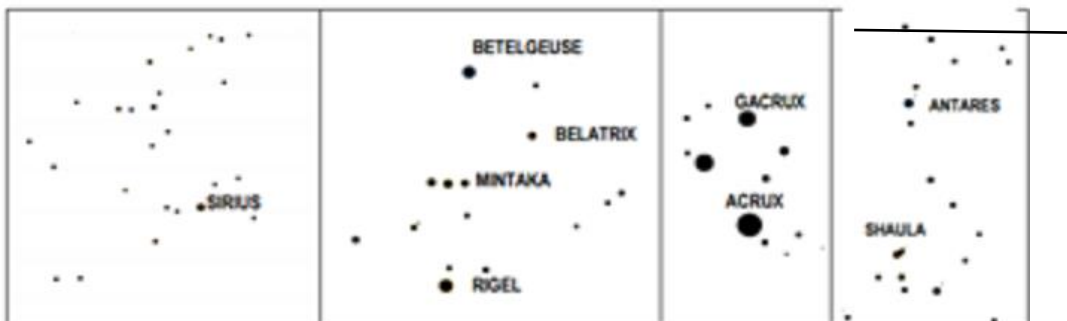 SIRIUS
BETELGEUSE
BELATRIX
MINTAKA
RIGEL
GACRUX
ACRUX
ANTARES
SHAULA